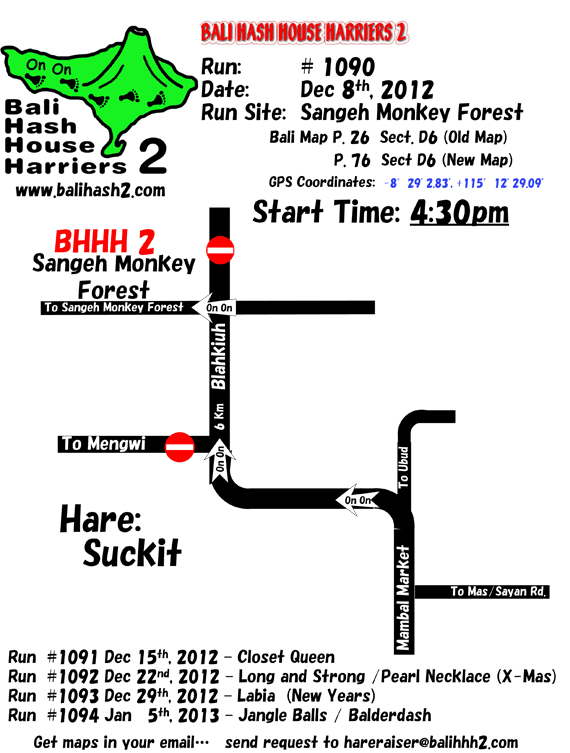 BALI HASH HOUSE HARRIERS 2
On On
Bali
Hash
House
Harriers 2
www.balihash2.com
Run: # 1090
Date: Dec 8th, 2012
Run Site: Sangeh Monkey Forest
Bali Map P. 26 Sect. D6 (Old Map)
P. 76 Sect D6 (New Map)
GPS Coordinates: -8° 29' 2.83", +115° 12' 29.09"
Start Time: 4:30pm
BHHH 2
Sangeh Monkey
Forest
To Sangeh Monkey Forest
On On
Blahkiuh
6 Km
To Mengwi
On On
To Ubud
On On
Hare:
Suckit
Mambal Market
To Mas/Sayan Rd.
Run #1091 Dec 15th, 2012 - Closet Queen
Run #1092 Dec 22nd, 2012 - Long and Strong /Pearl Necklace (X-Mas)
Run #1093 Dec 29th, 2012 - Labia (New Years)
Run #1094 Jan 5th, 2013 - Jangle Balls / Balderdash
Get maps in your email... send request to hareraiser@balihhh2.com